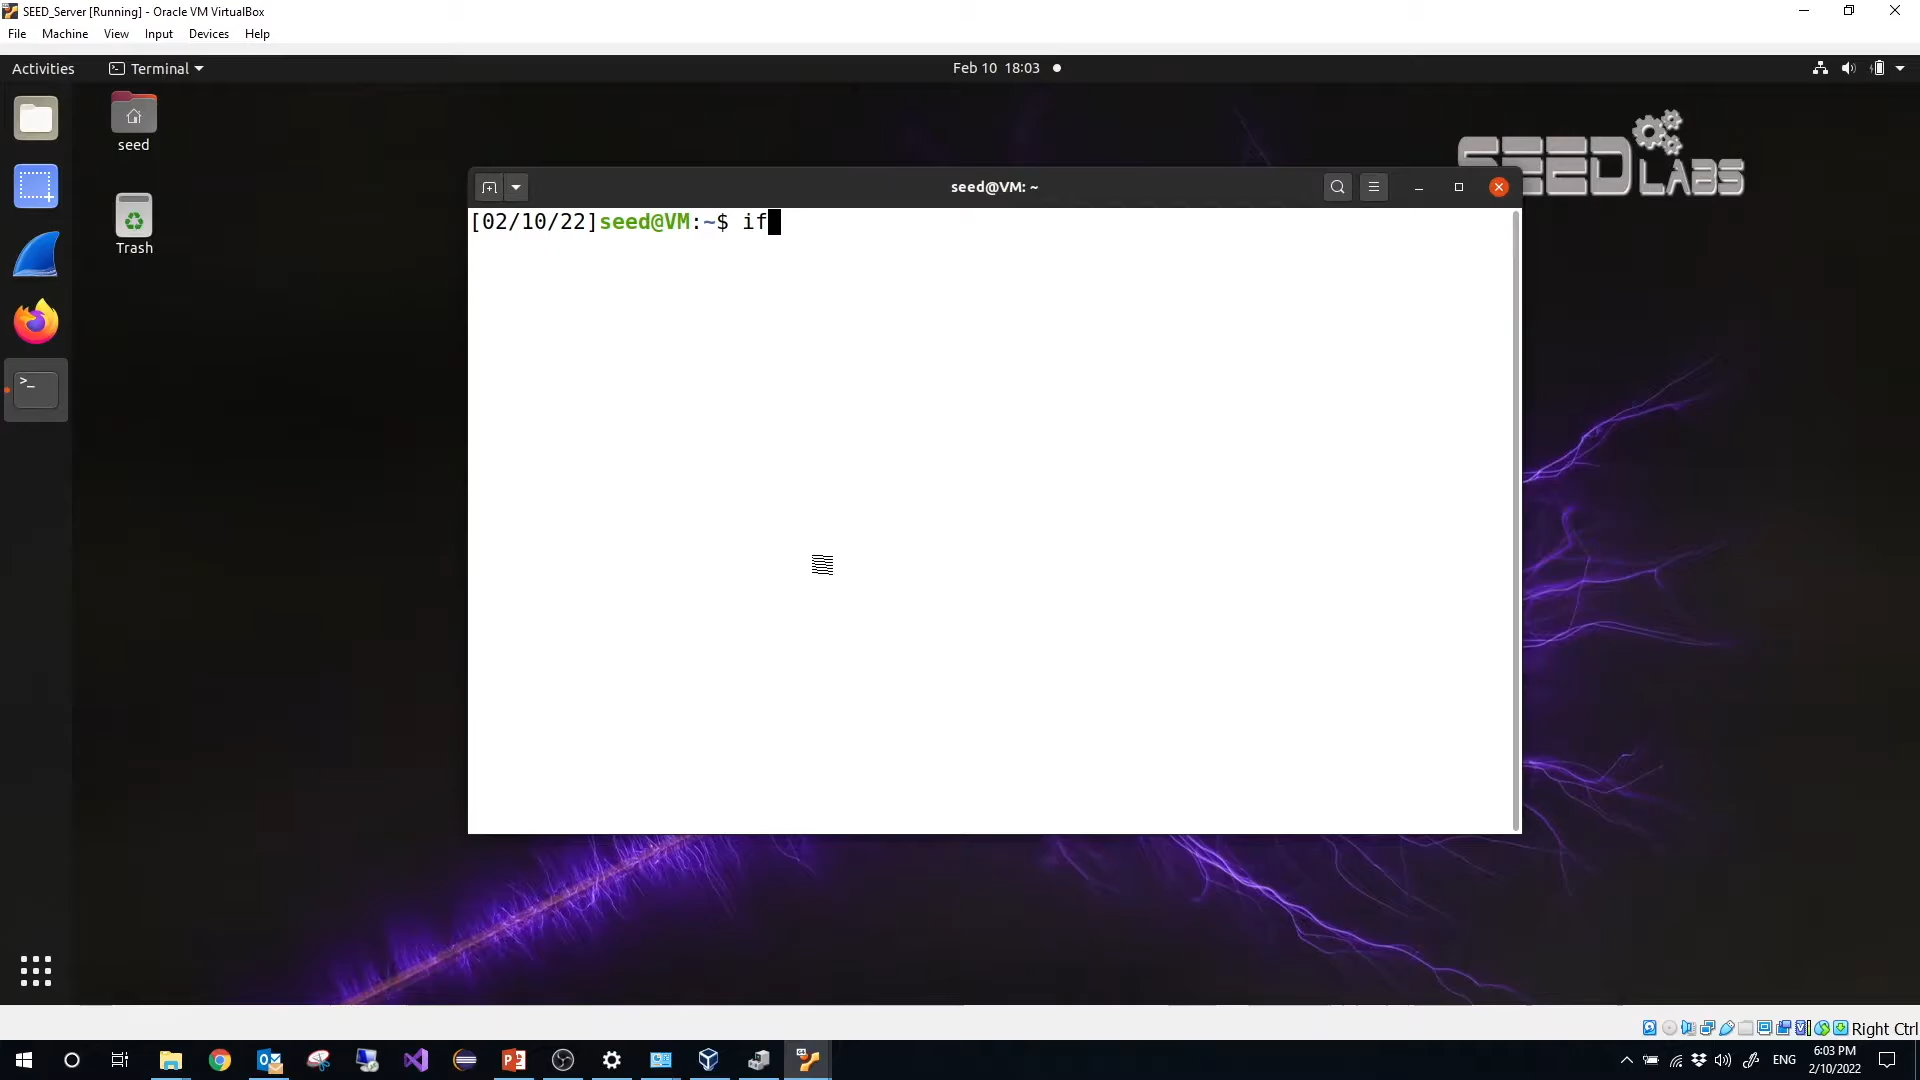 SEED_Server [Running] - Oracle VM VirtualBox
File Machine View Input Devices Help
Activities Terminal Feb 10 18:03
seed
Trash
SEED LABS
seed@VM: ~
[02/10/22]seed@VM:~$ if
>_
Right Ctrl
ENG
6:03 PM
2/10/2022